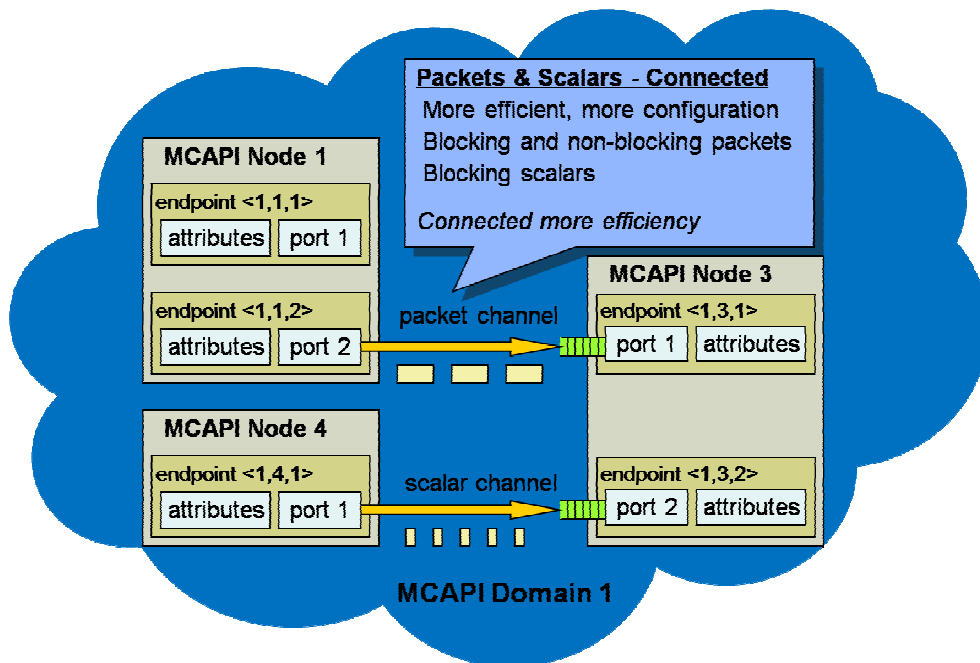 Packets & Scalars - Connected
More efficient, more configuration
Blocking and non-blocking packets
Blocking scalars
Connected more efficiency
MCAPI Node 1
endpoint <1,1,1>
attributes
port 1
endpoint <1,1,2>
attributes
port 2
packet channel
MCAPI Node 3
endpoint <1,3,1>
port 1
attributes
MCAPI Node 4
endpoint <1,4,1>
attributes
port 1
scalar channel
endpoint <1,3,2>
port 2
attributes
MCAPI Domain 1